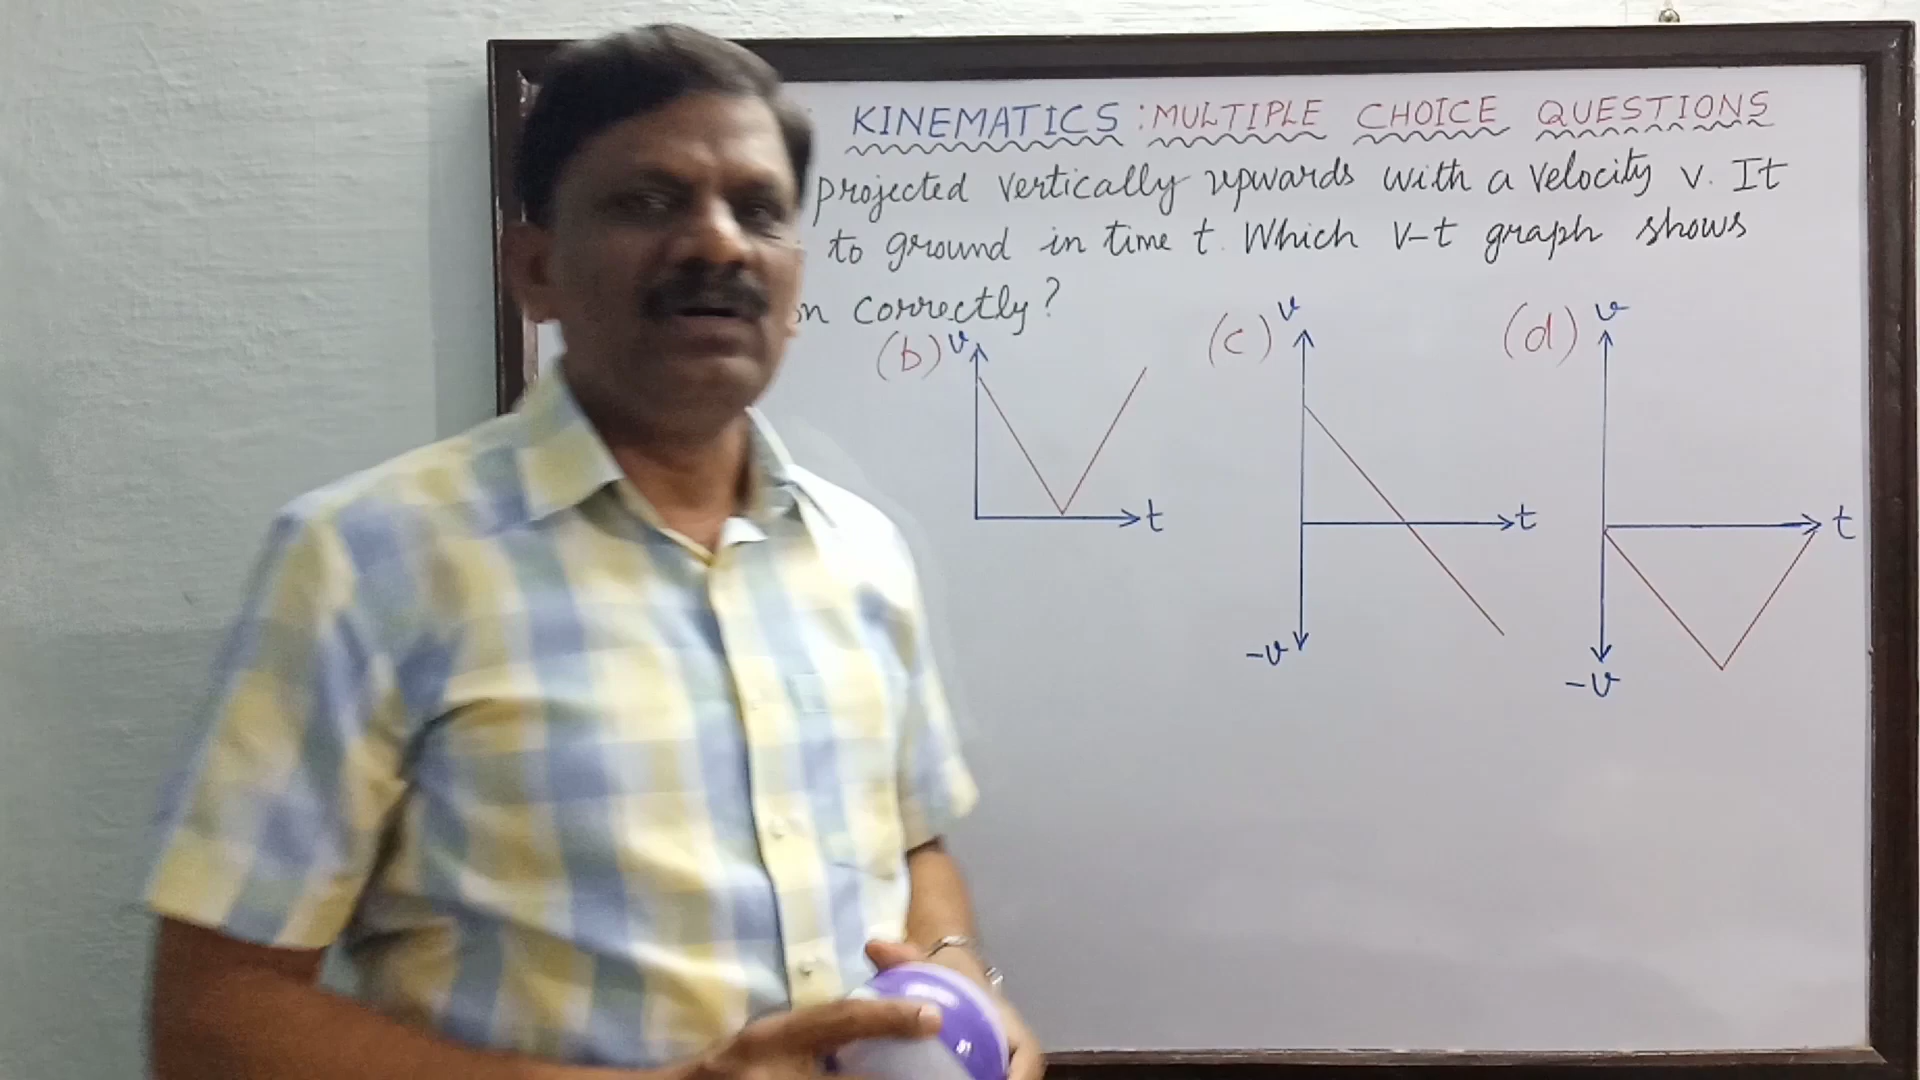 KINEMATICS : MULTIPLE CHOICE QUESTIONS
projected vertically upwards with a velocity v. It
to ground in time t. Which v-t graph shows
correctly?
(b) v
t
(c) v
t
-v
(d) v
t
-v